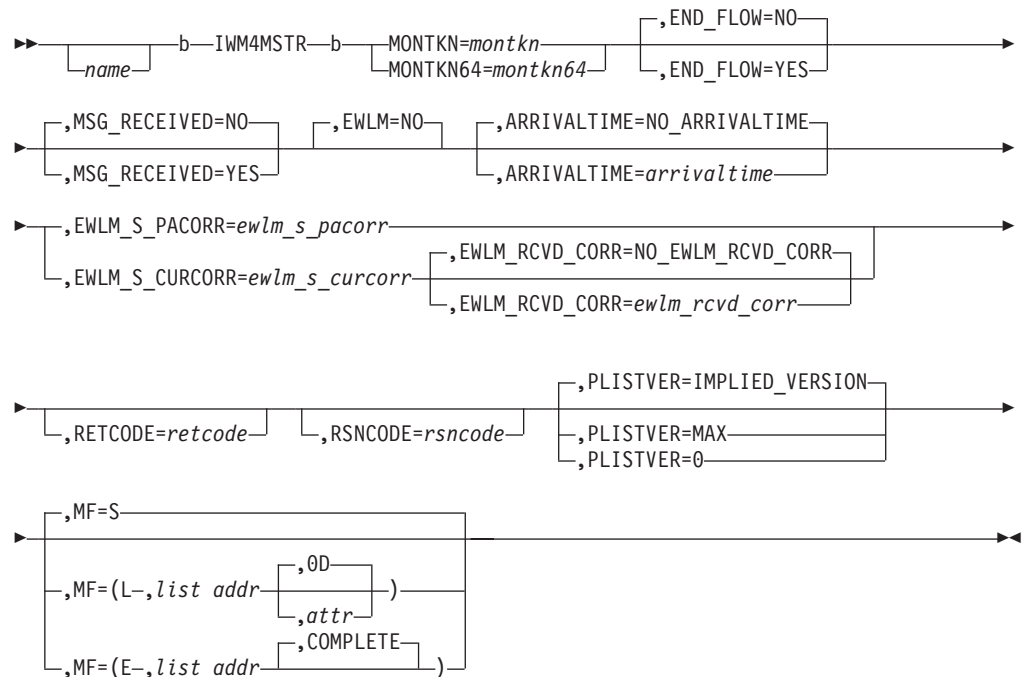 ,END_FLOW=NO
b IWM4MSTR b MONTKN=montkn
name MONTKN64=montkn64 ,END_FLOW=YES
,MSG_RECEIVED=NO ,EWLM=NO ,ARRIVALTIME=NO_ARRIVALTIME
,MSG_RECEIVED=YES ,ARRIVALTIME=arrivaltime
,EWLM_S_PACORR=ewlm_s_pacorr
,EWLM_RCVD_CORR=NO_EWLM_RCVD_CORR
,EWLM_S_CURCORR=ewlm_s_curcorr
,EWLM_RCVD_CORR=ewlm_rcvd_corr
,PLISTVER=IMPLIED_VERSION
,RETCODE=retcode ,RSNCODE=rsncode ,PLISTVER=MAX
,PLISTVER=0
,MF=S
,0D
,MF=(L ,list addr )
,attr
,COMPLETE
,MF=(E ,list addr )